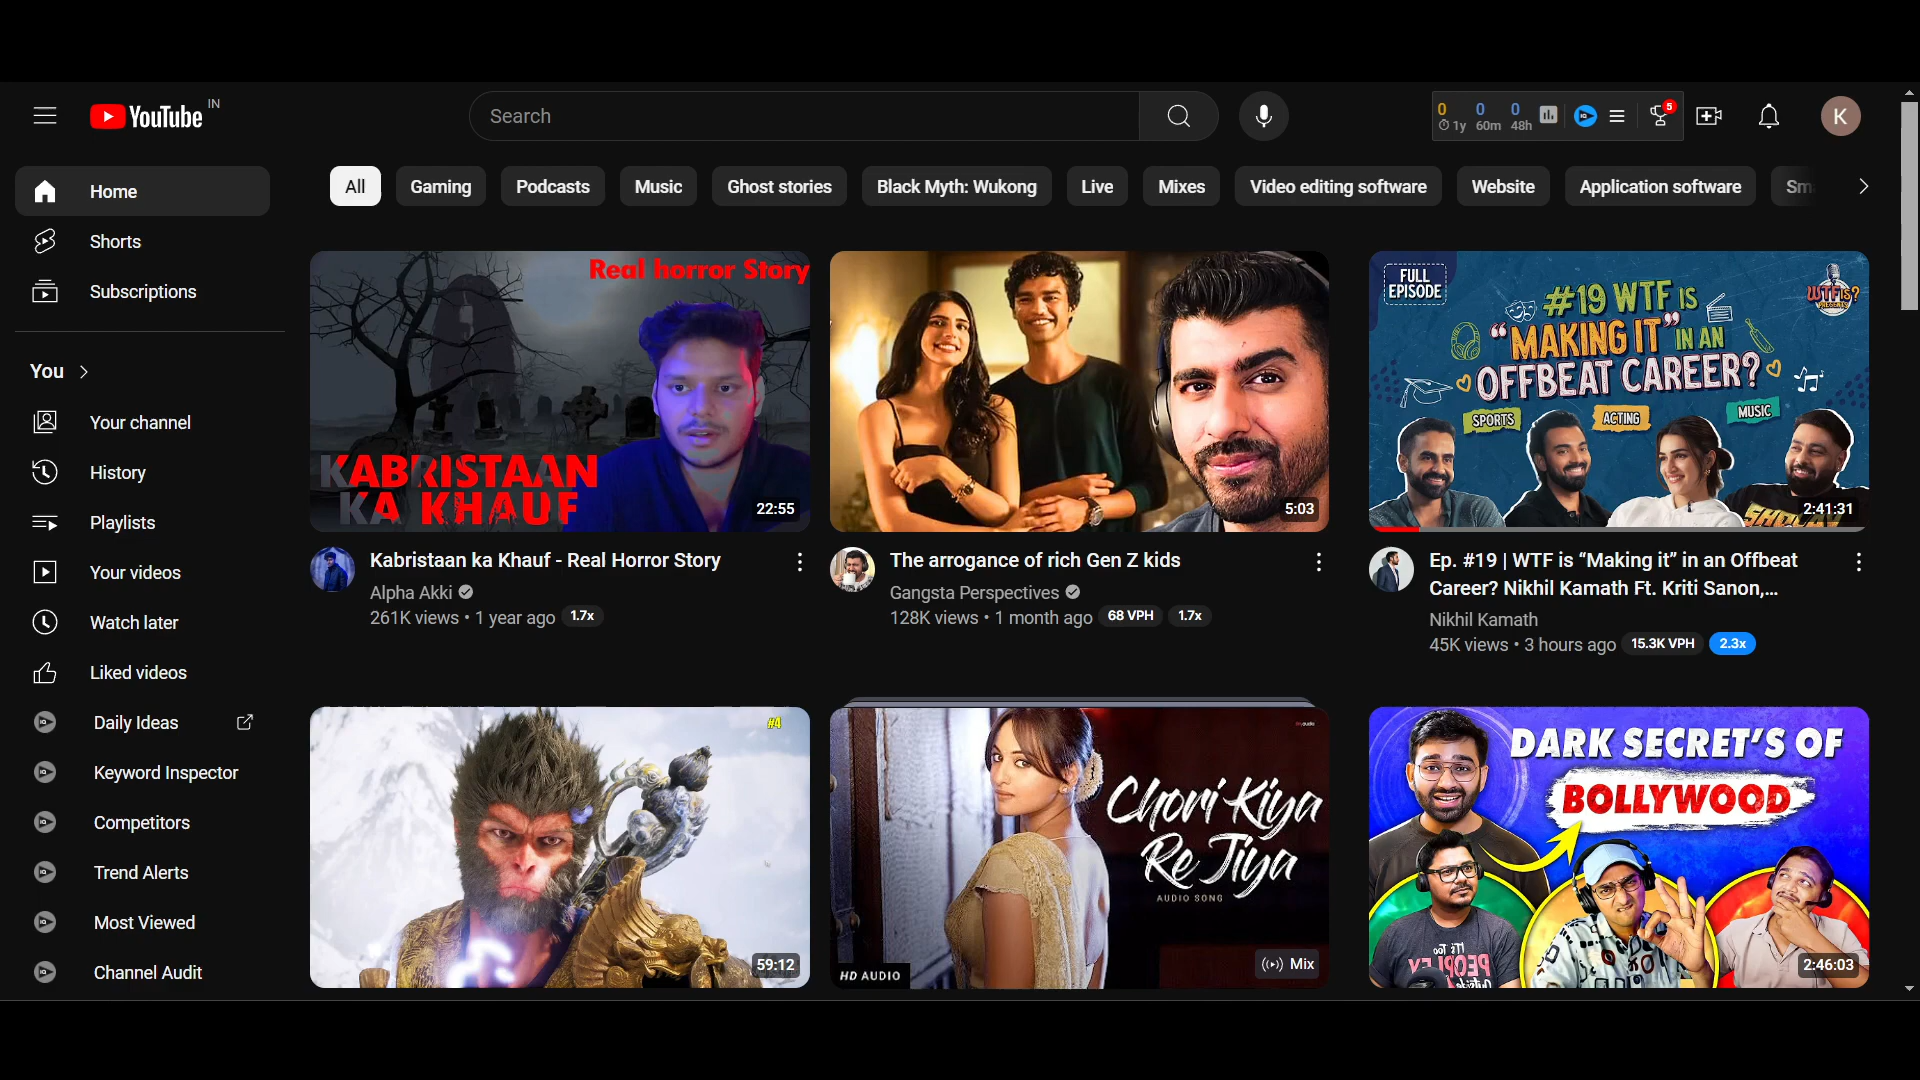 YouTube IN
Search
0 0 0
1y 60m 48h
5
K
Home
Shorts
Subscriptions
You
Your channel
History
Playlists
Your videos
Watch later
Liked videos
Daily Ideas
Keyword Inspector
Competitors
Trend Alerts
Most Viewed
Channel Audit
All Gaming Podcasts Music Ghost stories Black Myth: Wukong Live Mixes Video editing software Website Application software
Real horror Story
KABRISTAAN
KA KHAUF
22:55
Kabristaan ka Khauf - Real Horror Story
Alpha Akki
261K views • 1 year ago 1.7x
5:03
The arrogance of rich Gen Z kids
Gangsta Perspectives
128K views • 1 month ago 68 VPH 1.7x
FULL
EPISODE
#19 WTF IS
“MAKING IT” IN AN
OFFBEAT CAREER?
SPORTS ACTING MUSIC
WTF IS?
2:41:31
Ep. #19 | WTF is “Making it” in an Offbeat
Career? Nikhil Kamath Ft. Kriti Sanon,...
Nikhil Kamath
45K views • 3 hours ago 15.3K VPH 2.3x
#4
59:12
Chori Kiya
Re Jiya
AUDIO SONG
HD AUDIO
Mix
DARK SECRET'S OF
BOLLYWOOD
2:46:03